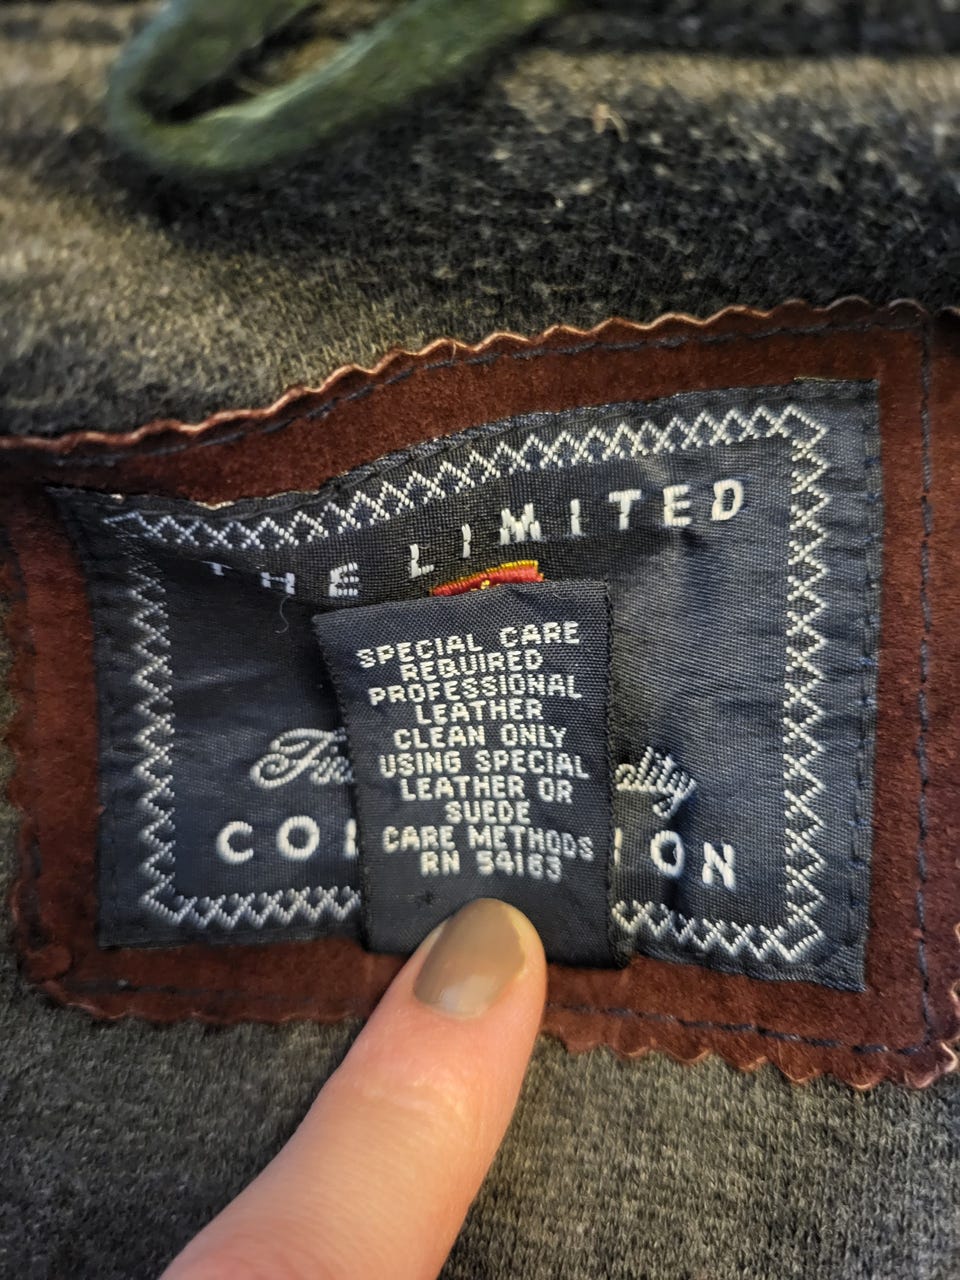 THE LIMITED
SPECIAL CARE
REQUIRED
PROFESSIONAL
LEATHER
CLEAN ONLY
USING SPECIAL
LEATHER OR
SUEDE
CARE METHODS
RN 54163